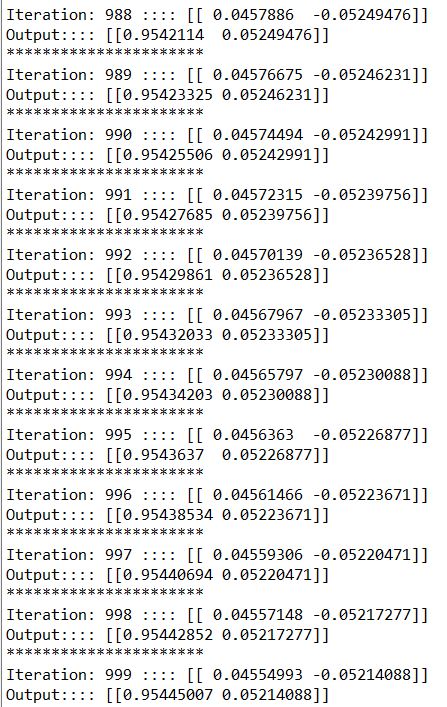 Iteration: 988 :::: [[ 0.0457886  -0.05249476]]
Output:::: [[0.9542114  0.05249476]]
***********************
Iteration: 989 :::: [[ 0.04576675 -0.05246231]]
Output:::: [[0.95423325 0.05246231]]
***********************
Iteration: 990 :::: [[ 0.04574494 -0.05242991]]
Output:::: [[0.95425506 0.05242991]]
***********************
Iteration: 991 :::: [[ 0.04572315 -0.05239756]]
Output:::: [[0.95427685 0.05239756]]
***********************
Iteration: 992 :::: [[ 0.04570139 -0.05236528]]
Output:::: [[0.95429861 0.05236528]]
***********************
Iteration: 993 :::: [[ 0.04567967 -0.05233305]]
Output:::: [[0.95432033 0.05233305]]
***********************
Iteration: 994 :::: [[ 0.04565797 -0.05230088]]
Output:::: [[0.95434203 0.05230088]]
***********************
Iteration: 995 :::: [[ 0.0456363  -0.05226877]]
Output:::: [[0.9543637  0.05226877]]
***********************
Iteration: 996 :::: [[ 0.04561466 -0.05223671]]
Output:::: [[0.95438534 0.05223671]]
***********************
Iteration: 997 :::: [[ 0.04559306 -0.05220471]]
Output:::: [[0.95440694 0.05220471]]
***********************
Iteration: 998 :::: [[ 0.04557148 -0.05217277]]
Output:::: [[0.95442852 0.05217277]]
***********************
Iteration: 999 :::: [[ 0.04554993 -0.05214088]]
Output:::: [[0.95445007 0.05214088]]